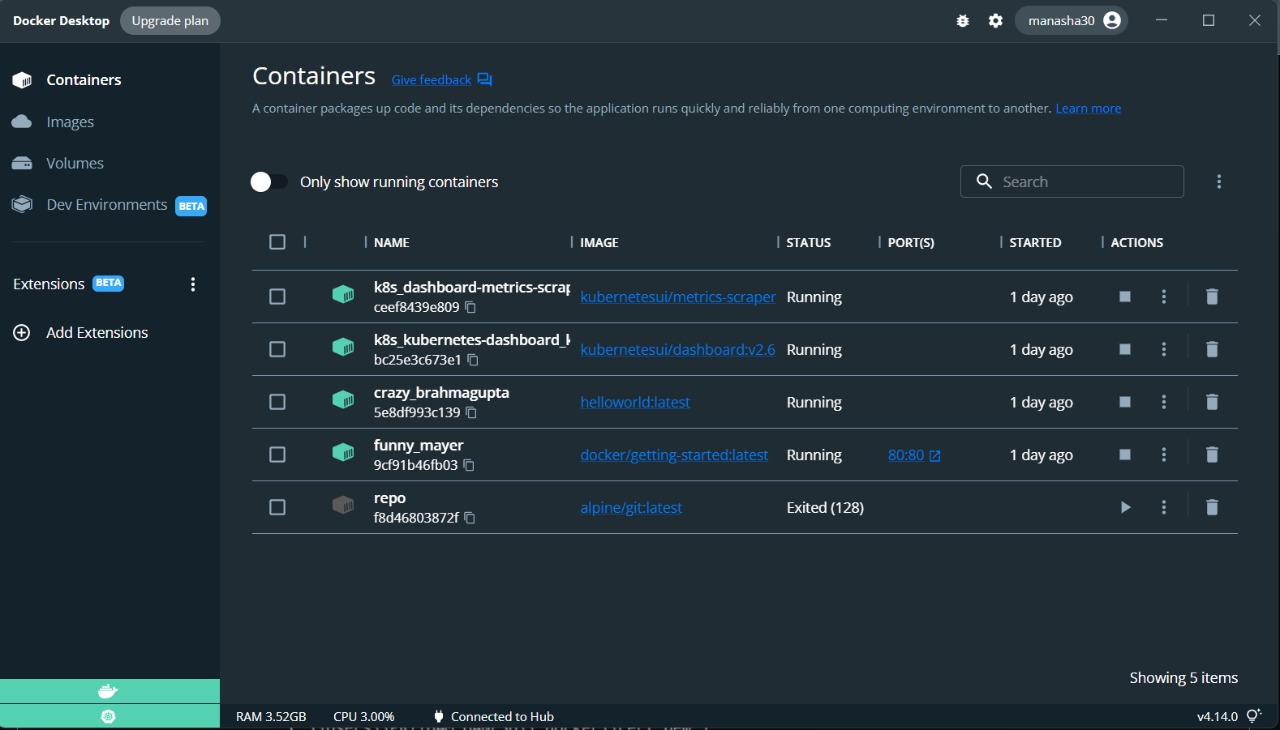 Docker Desktop Upgrade plan manasha30
Containers
Images
Volumes
Dev Environments BETA
Extensions BETA
Add Extensions
Containers Give feedback
A container packages up code and its dependencies so the application runs quickly and reliably from one computing environment to another. Learn more
Only show running containers Search
NAME IMAGE STATUS PORT(S) STARTED ACTIONS
k8s_dashboard-metrics-scrap
ceef8439e809 kubernetesui/metrics-scraper Running 1 day ago
k8s_kubernetes-dashboard_k
bc25e3c673e1 kubernetesui/dashboard:v2.6 Running 1 day ago
crazy_brahmagupta
5e8df993c139 helloworld:latest Running 1 day ago
funny_mayer
9cf91b46fb03 docker/getting-started:latest Running 80:80 1 day ago
repo
f8d46803872f alpine/git:latest Exited (128)
Showing 5 items
RAM 3.52GB CPU 3.00% Connected to Hub v4.14.0